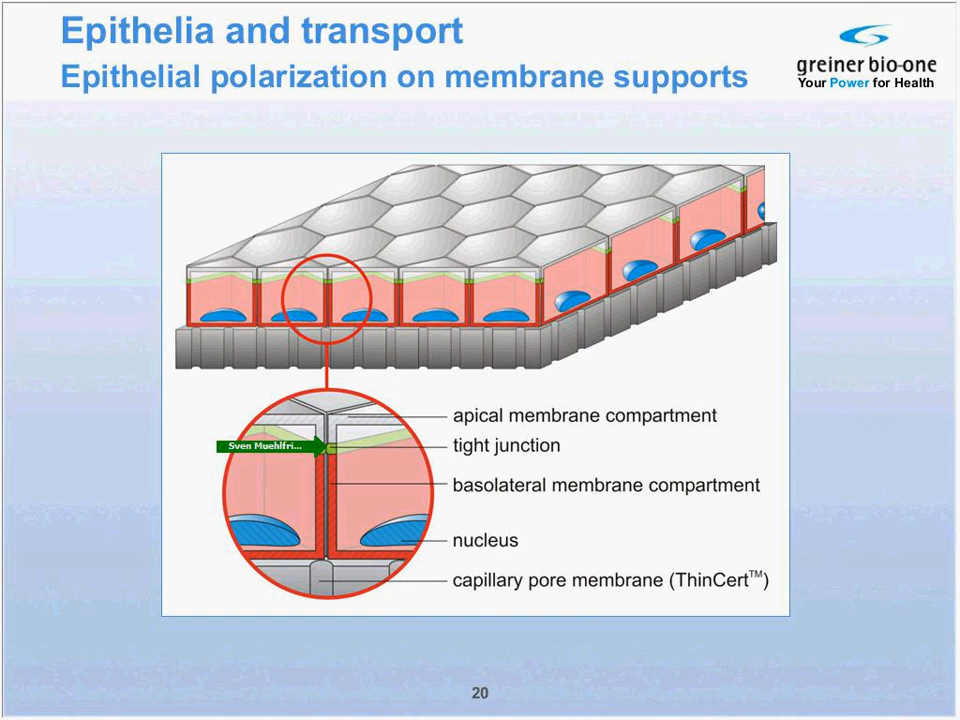 Epithelia and transport
Epithelial polarization on membrane supports
greiner bio-one
Your Power for Health
apical membrane compartment
Sven Muehlfri...
tight junction
basolateral membrane compartment
nucleus
capillary pore membrane (ThinCert™)
20